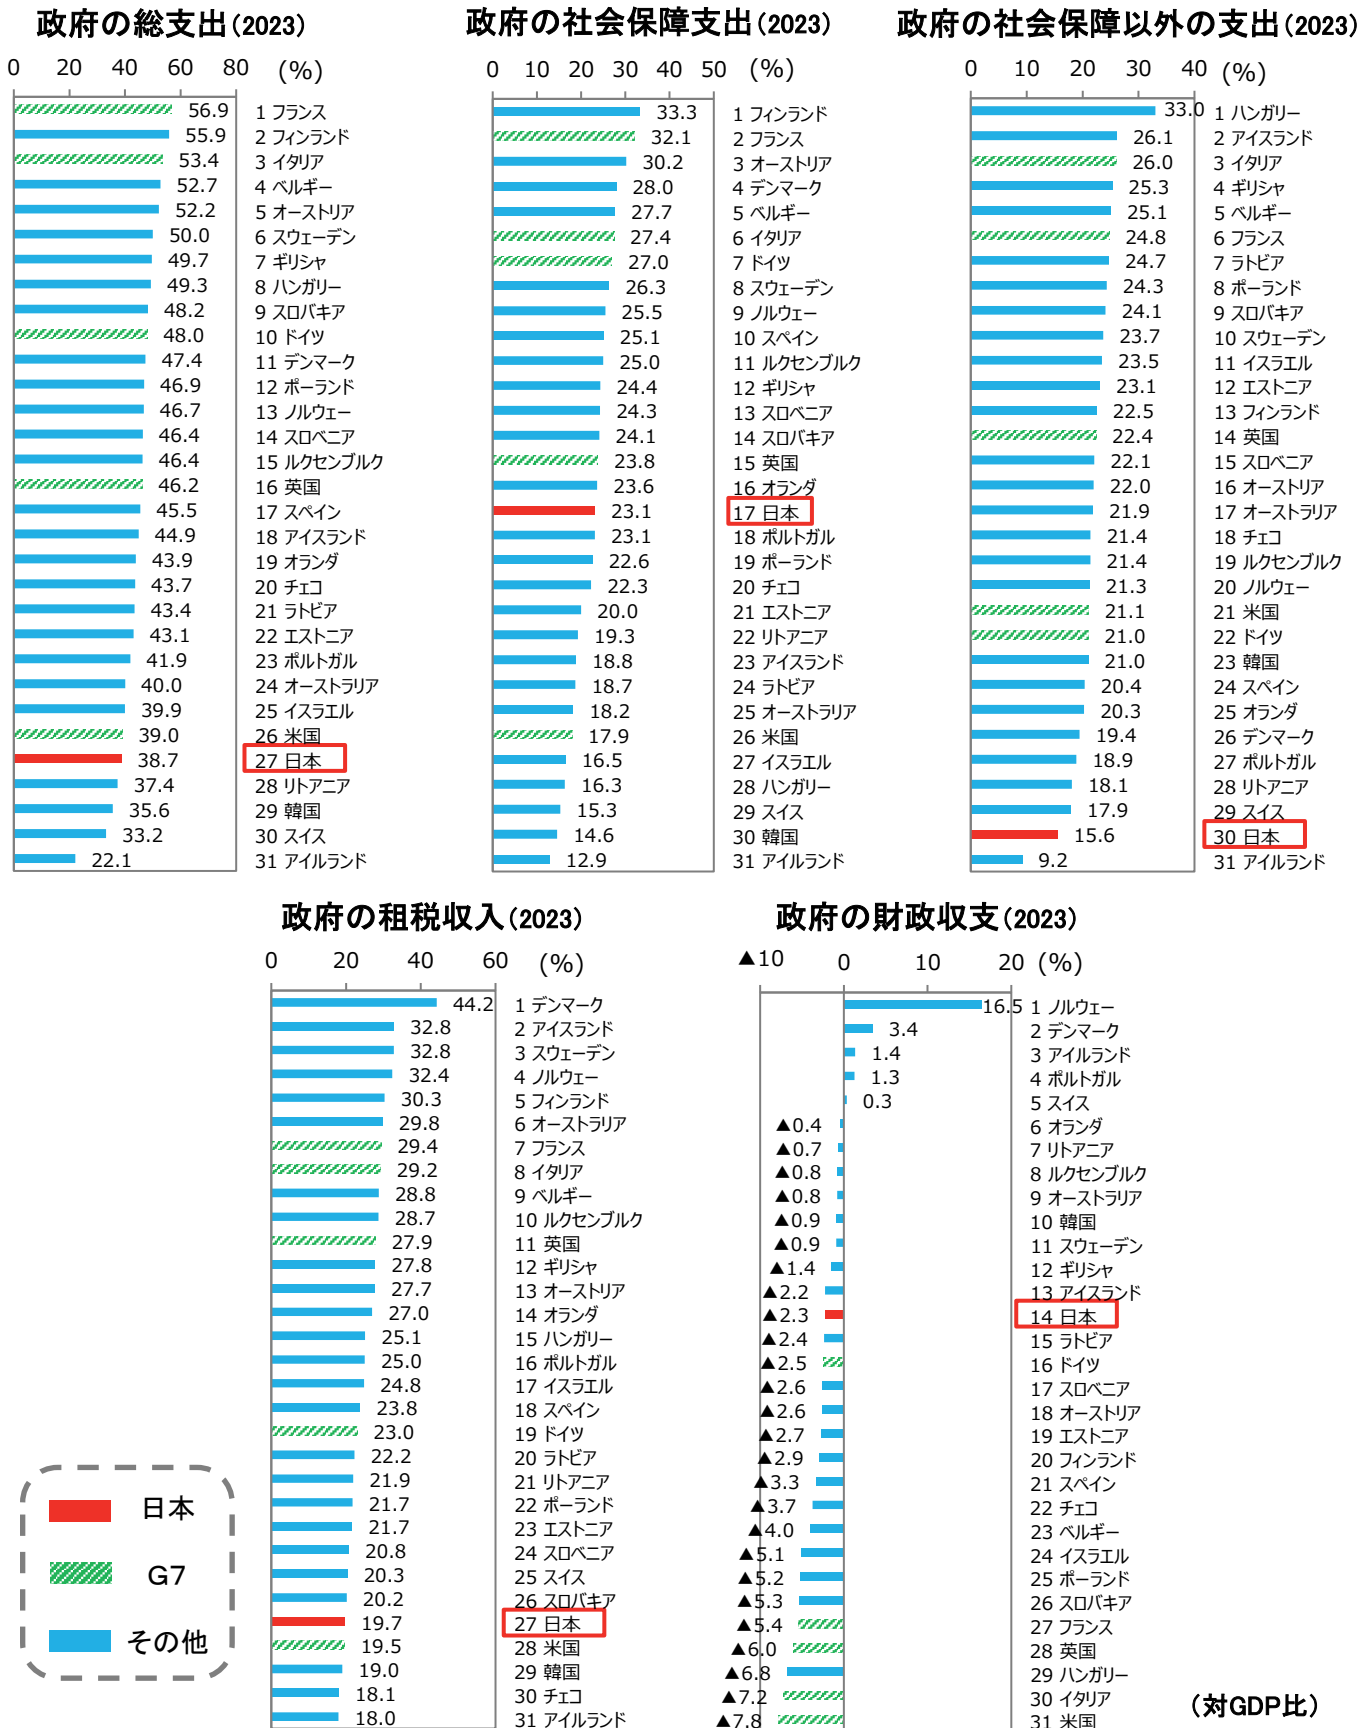 政府の総支出(2023)
0 20 40 60 80 (%)
56.9 1 フランス
55.9 2 フィンランド
53.4 3 イタリア
52.7 4 ベルギー
52.2 5 オーストリア
50.0 6 スウェーデン
49.7 7 ギリシャ
49.3 8 ハンガリー
48.2 9 スロバキア
48.0 10 ドイツ
47.4 11 デンマーク
46.9 12 ポーランド
46.7 13 ノルウェー
46.4 14 スロベニア
46.4 15 ルクセンブルク
46.2 16 英国
45.5 17 スペイン
44.9 18 アイスランド
43.9 19 オランダ
43.7 20 チェコ
43.4 21 ラトビア
43.1 22 エストニア
41.9 23 ポルトガル
40.0 24 オーストラリア
39.9 25 イスラエル
39.0 26 米国
38.7 27 日本
37.4 28 リトアニア
35.6 29 韓国
33.2 30 スイス
22.1 31 アイルランド
政府の社会保障支出(2023)
0 10 20 30 40 50 (%)
33.3 1 フィンランド
32.1 2 フランス
30.2 3 オーストリア
28.0 4 デンマーク
27.7 5 ベルギー
27.4 6 イタリア
27.0 7 ドイツ
26.3 8 スウェーデン
25.5 9 ノルウェー
25.1 10 スペイン
25.0 11 ルクセンブルク
24.4 12 ギリシャ
24.3 13 スロベニア
24.1 14 スロバキア
23.8 15 英国
23.6 16 オランダ
23.1 17 日本
23.1 18 ポルトガル
22.6 19 ポーランド
22.3 20 チェコ
20.0 21 エストニア
19.3 22 リトアニア
18.8 23 アイスランド
18.7 24 ラトビア
18.2 25 オーストラリア
17.9 26 米国
16.5 27 イスラエル
16.3 28 ハンガリー
15.3 29 スイス
14.6 30 韓国
12.9 31 アイルランド
政府の社会保障以外の支出(2023)
0 10 20 30 40 (%)
33.0 1 ハンガリー
26.1 2 アイスランド
26.0 3 イタリア
25.3 4 ギリシャ
25.1 5 ベルギー
24.8 6 フランス
24.7 7 ラトビア
24.3 8 ポーランド
24.1 9 スロバキア
23.7 10 スウェーデン
23.5 11 イスラエル
23.1 12 エストニア
22.5 13 フィンランド
22.4 14 英国
22.1 15 スロベニア
22.0 16 オーストリア
21.9 17 オーストラリア
21.4 18 チェコ
21.4 19 ルクセンブルク
21.3 20 ノルウェー
21.1 21 米国
21.0 22 ドイツ
21.0 23 韓国
20.4 24 スペイン
20.3 25 オランダ
19.4 26 デンマーク
18.9 27 ポルトガル
18.1 28 リトアニア
17.9 29 スイス
15.6 30 日本
9.2 31 アイルランド
政府の租税収入(2023)
0 20 40 60 (%)
44.2 1 デンマーク
32.8 2 アイスランド
32.8 3 スウェーデン
32.4 4 ノルウェー
30.3 5 フィンランド
29.8 6 オーストラリア
29.4 7 フランス
29.2 8 イタリア
28.8 9 ベルギー
28.7 10 ルクセンブルク
27.9 11 英国
27.8 12 ギリシャ
27.7 13 オーストリア
27.0 14 オランダ
25.1 15 ハンガリー
25.0 16 ポルトガル
24.8 17 イスラエル
23.8 18 スペイン
23.0 19 ドイツ
22.2 20 ラトビア
21.9 21 リトアニア
21.7 22 ポーランド
21.7 23 エストニア
20.8 24 スロベニア
20.3 25 スイス
20.2 26 スロバキア
19.7 27 日本
19.5 28 米国
19.0 29 韓国
18.1 30 チェコ
18.0 31 アイルランド
政府の財政収支(2023)
▲10 0 10 20 (%)
16.5 1 ノルウェー
3.4 2 デンマーク
1.4 3 アイルランド
1.3 4 ポルトガル
0.3 5 スイス
▲0.4 6 オランダ
▲0.7 7 リトアニア
▲0.8 8 ルクセンブルク
▲0.8 9 オーストラリア
▲0.9 10 韓国
▲0.9 11 スウェーデン
▲1.4 12 ギリシャ
▲2.2 13 アイスランド
▲2.3 14 日本
▲2.4 15 ラトビア
▲2.5 16 ドイツ
▲2.6 17 スロベニア
▲2.6 18 オーストリア
▲2.7 19 エストニア
▲2.9 20 フィンランド
▲3.3 21 スペイン
▲3.7 22 チェコ
▲4.0 23 ベルギー
▲5.1 24 イスラエル
▲5.2 25 ポーランド
▲5.3 26 スロバキア
▲5.4 27 フランス
▲6.0 28 英国
▲6.8 29 ハンガリー
▲7.2 30 イタリア
▲7.8 31 米国
日本
G7
その他
(対GDP比)